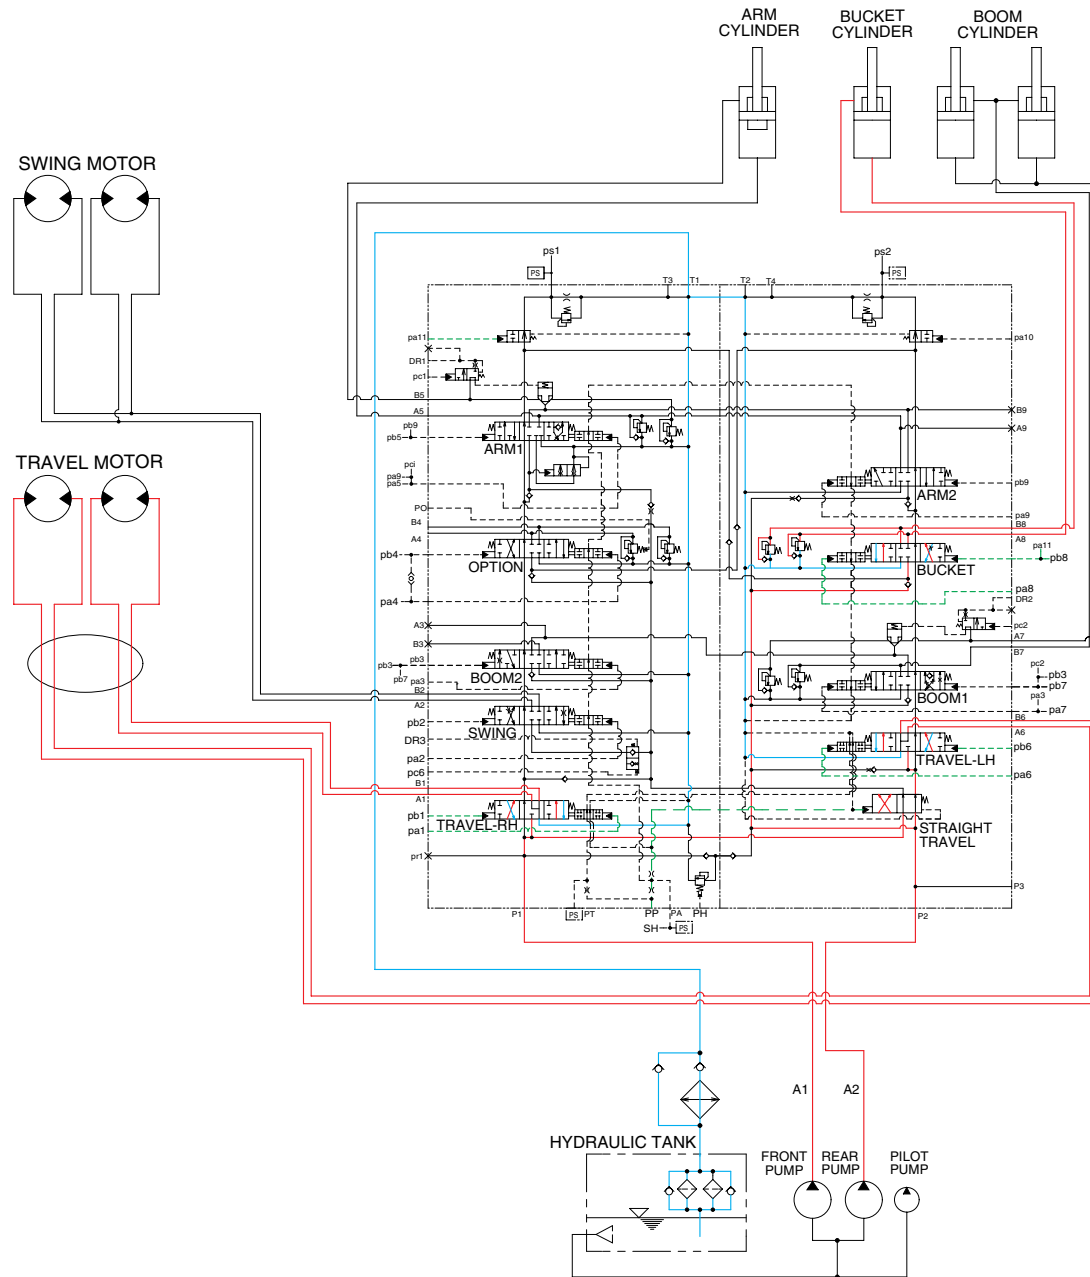 ARM
CYLINDER
BUCKET
CYLINDER
BOOM
CYLINDER
SWING MOTOR
TRAVEL MOTOR
ps1
PS
T3
T1
T2
T4
ps2
PS
pa11
DR1
pc1
B5
A5
pb9
pb5
ARM1
pci
pa9
pa5
PO
B4
A4
pb4
OPTION
pa4
A3
B3
pb3
pb3
pb7
pa3
BOOM2
B2
A2
pb2
SWING
DR3
pa2
pc6
B1
A1
pb1
TRAVEL-RH
pa1
pr1
pa10
B9
A9
ARM2
pb9
pa9
B8
A8
pa11
BUCKET
pb8
pa8
DR2
pc2
A7
B7
pc2
pb3
BOOM1
pb7
pa3
pa7
B6
A6
pb6
TRAVEL-LH
pa6
STRAIGHT
TRAVEL
P3
P1
PS
PT
PP
PA
PH
P2
SH
PS
A1
A2
HYDRAULIC TANK
FRONT
PUMP
REAR
PUMP
PILOT
PUMP